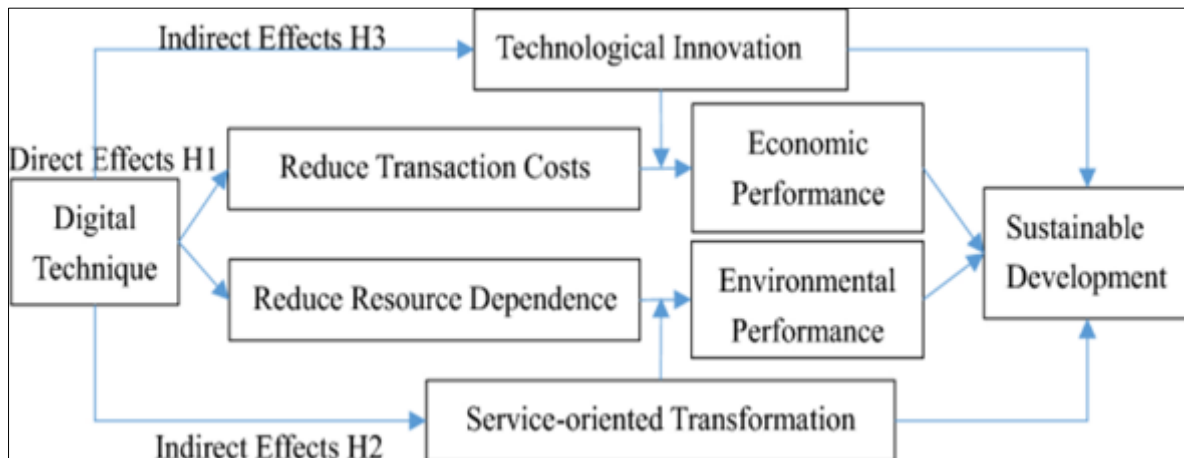 Indirect Effects H3
Technological Innovation
Direct Effects H1
Reduce Transaction Costs
Economic
Performance
Digital
Technique
Sustainable
Development
Reduce Resource Dependence
Environmental
Performance
Service-oriented Transformation
Indirect Effects H2